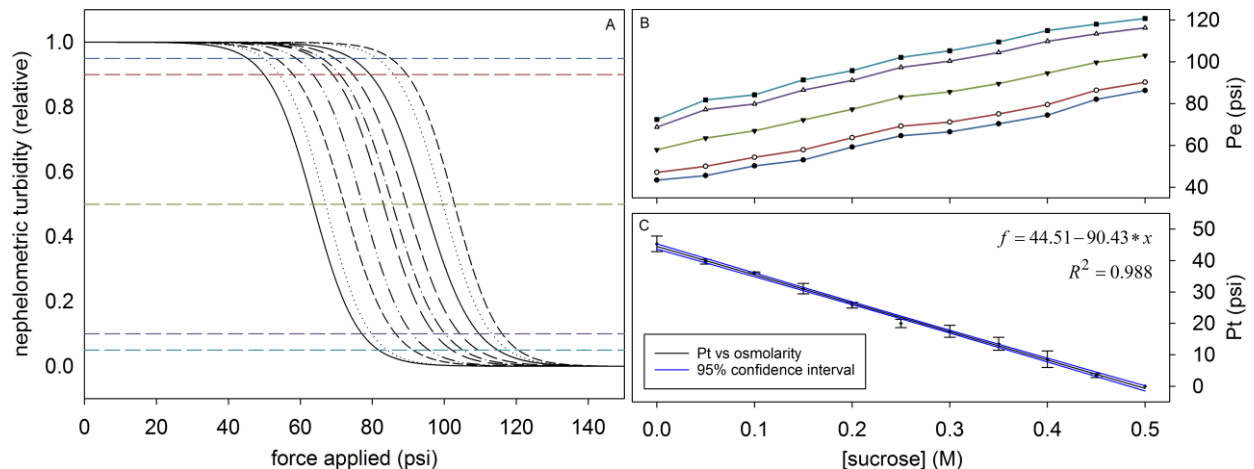 A
nephelometric turbidity (relative)
1.0
0.8
0.6
0.4
0.2
0.0
0 20 40 60 80 100 120 140
force applied (psi)
B
120
100
80
60
40
Pe (psi)
C
f = 44.51−90.43* x
R² = 0.988
50
40
30
20
10
0
Pt (psi)
Pt vs osmolarity
95% confidence interval
0.0 0.1 0.2 0.3 0.4 0.5
[sucrose] (M)